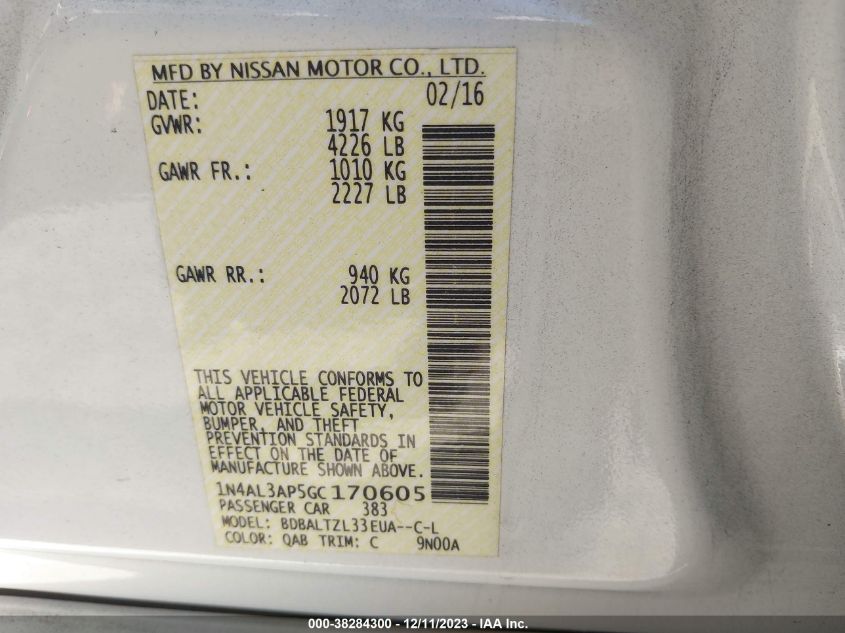 MFD BY NISSAN MOTOR CO., LTD.
DATE: 02/16
GVWR: 1917 KG
4226 LB
GAWR FR.: 1010 KG
2227 LB
GAWR RR.: 940 KG
2072 LB
THIS VEHICLE CONFORMS TO
ALL APPLICABLE FEDERAL
MOTOR VEHICLE SAFETY,
BUMPER, AND THEFT
PREVENTION STANDARDS IN
EFFECT ON THE DATE OF
MANUFACTURE SHOWN ABOVE.
1N4AL3AP5GC170605
PASSENGER CAR 383
MODEL: BDBALTZL33EUA--C-L
COLOR: QAB TRIM: C 9N00A
000-38284300 - 12/11/2023 - IAA Inc.